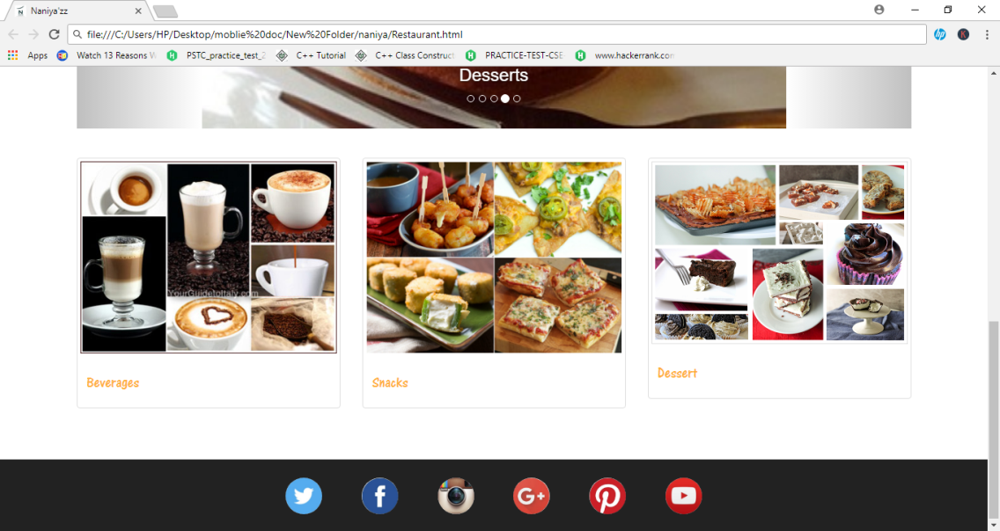 Naniya'zz
file:///C:/Users/HP/Desktop/moblie%20doc/New%20Folder/naniya/Restaurant.html
Apps Watch 13 Reasons W PSTC_practice_test_2 C++ Tutorial C++ Class Construct PRACTICE-TEST-CSE- www.hackerrank.com
Desserts
YourGuidetoItaly.com
Beverages
Snacks
Dessert